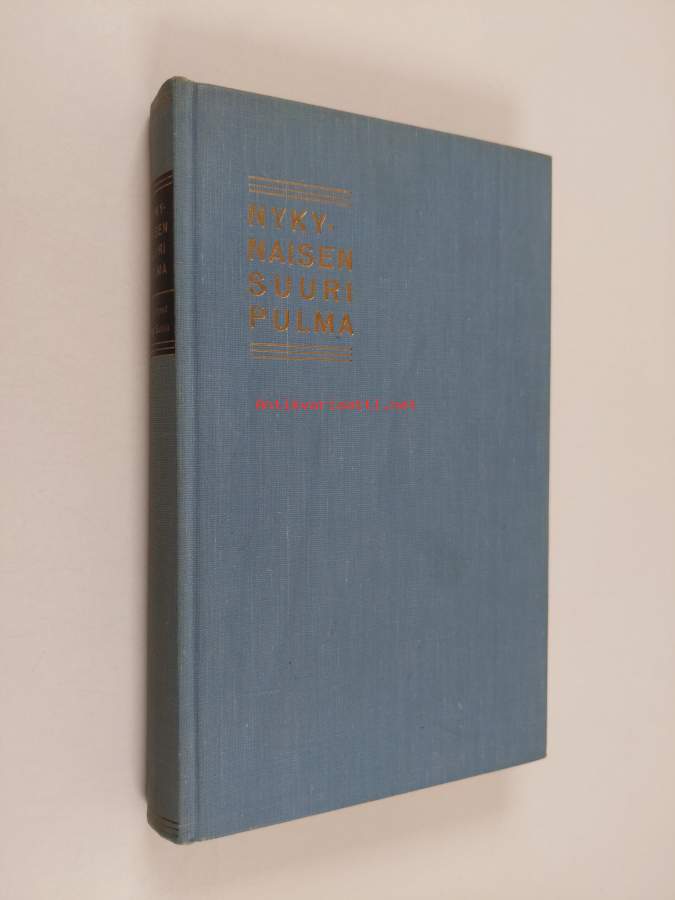 NYKY-
NAISEN
SUURI
PULMA
Antikvariaatti.net